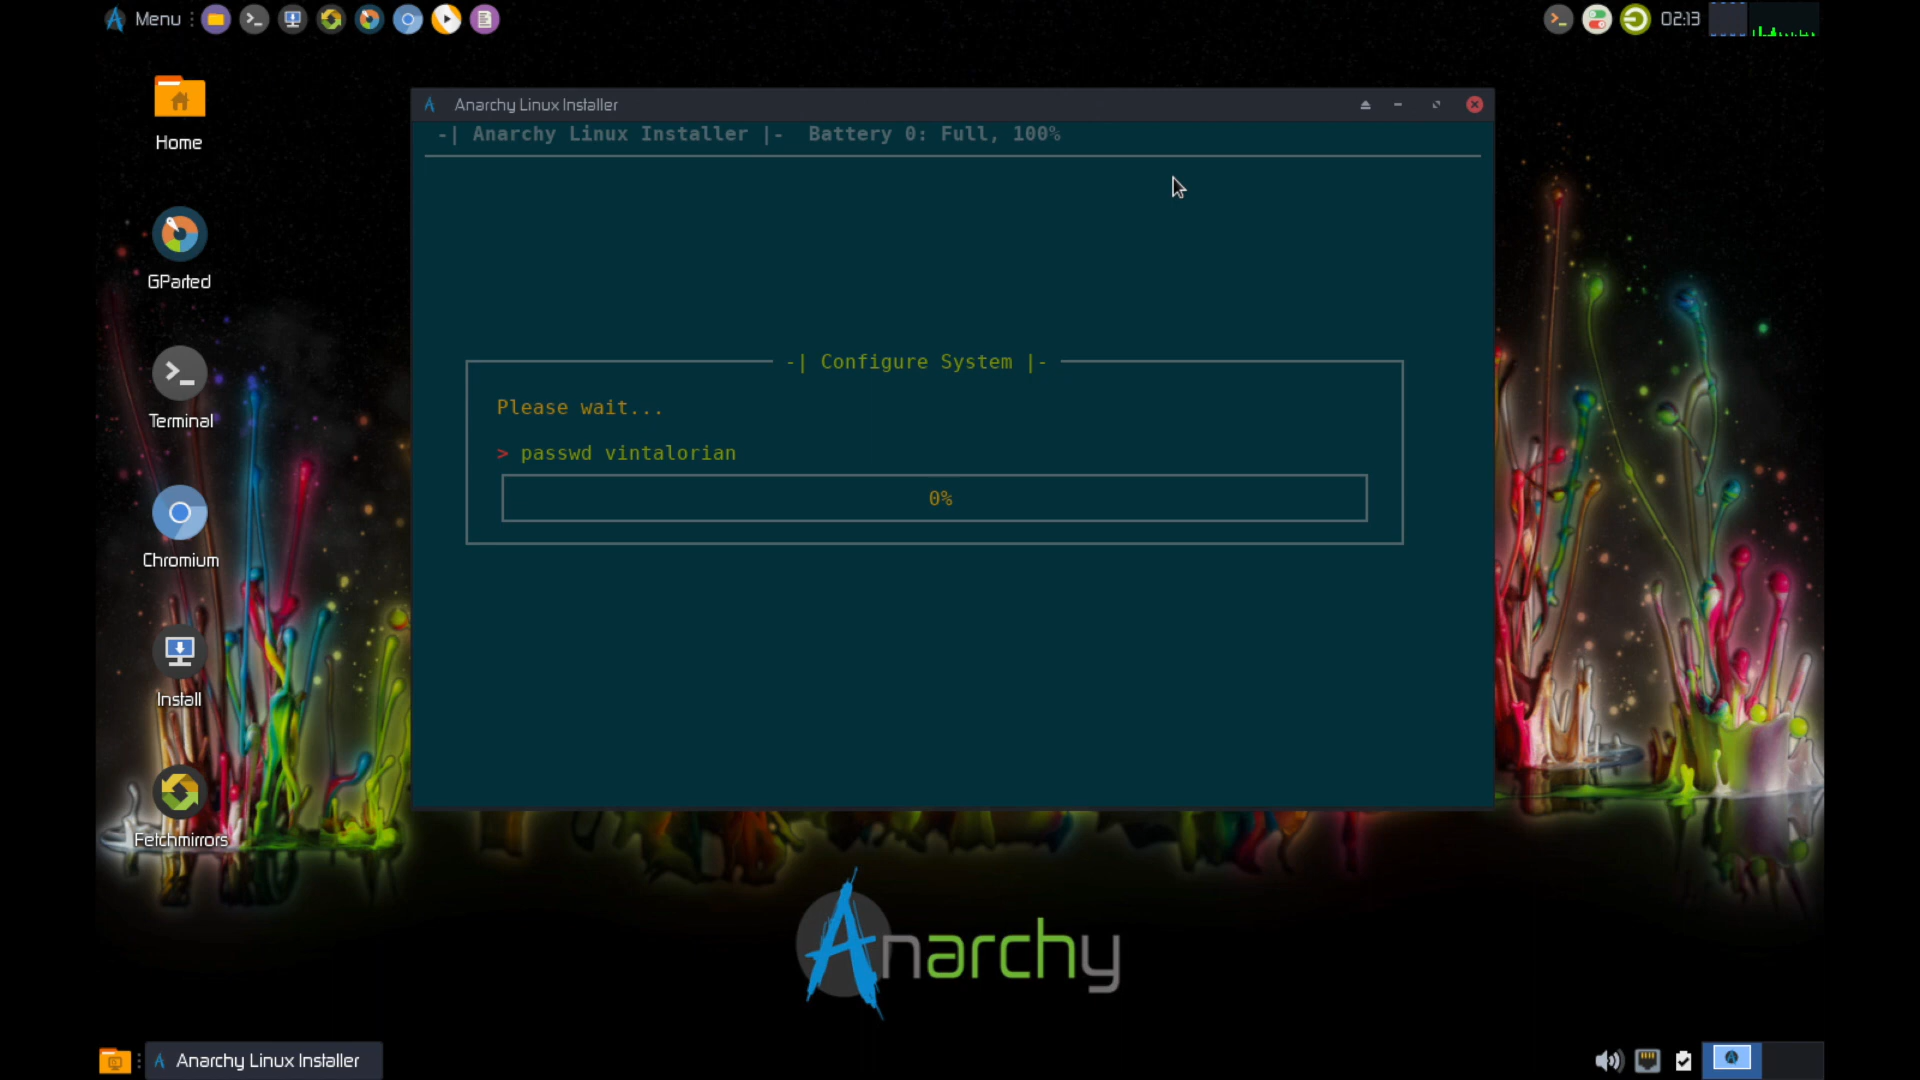 Menu
02:13
Home
GParted
Terminal
Chromium
Install
Fetchmirrors
Anarchy Linux Installer
-| Anarchy Linux Installer |- Battery 0: Full, 100%
-| Configure System |-
Please wait...
> passwd vintalorian
0%
Anarchy
Anarchy Linux Installer